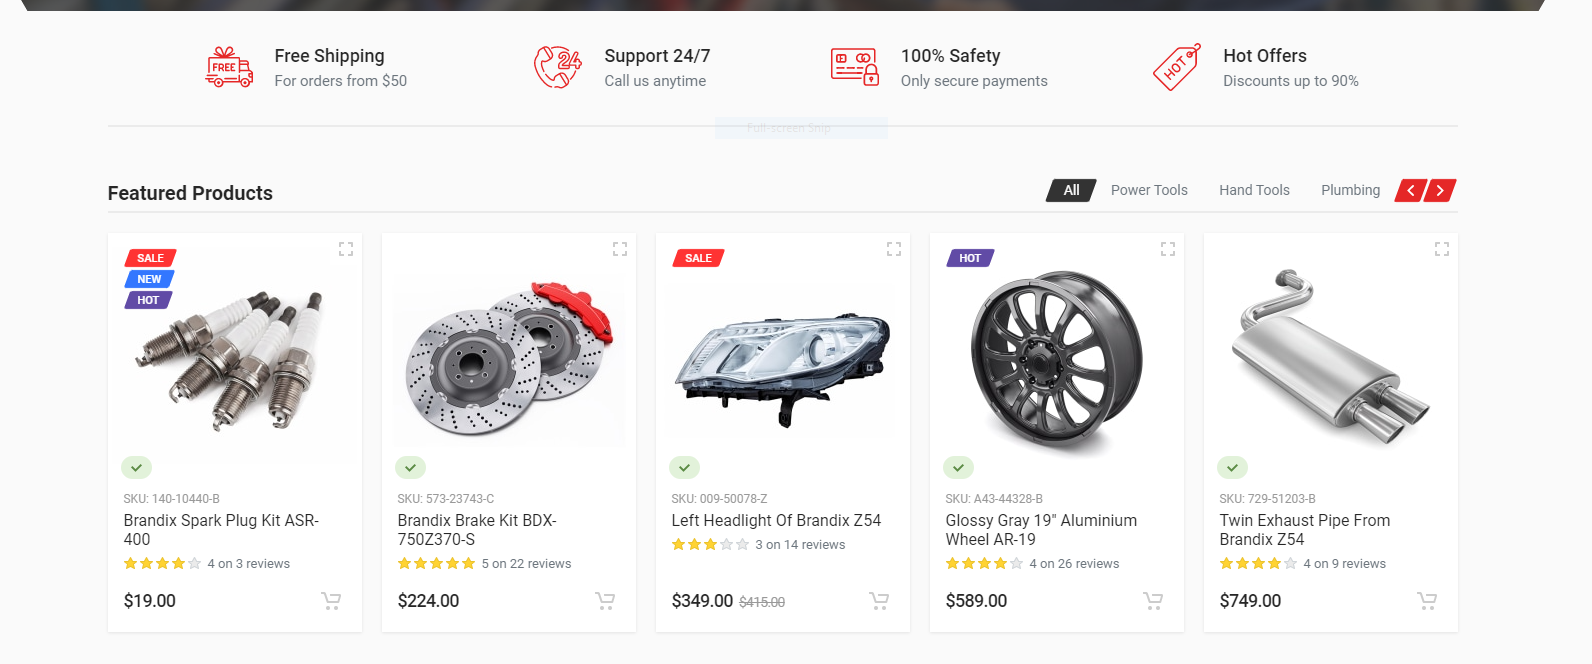 FREE
Free Shipping
For orders from $50
24
Support 24/7
Call us anytime
100% Safety
Only secure payments
HOT
Hot Offers
Discounts up to 90%
Full-screen Snip
Featured Products
All
Power Tools
Hand Tools
Plumbing
SALE
NEW
HOT
SKU: 140-10440-B
Brandix Spark Plug Kit ASR-
400
4 on 3 reviews
$19.00
SKU: 573-23743-C
Brandix Brake Kit BDX-
750Z370-S
5 on 22 reviews
$224.00
SALE
SKU: 009-50078-Z
Left Headlight Of Brandix Z54
3 on 14 reviews
$349.00 $415.00
HOT
SKU: A43-44328-B
Glossy Gray 19" Aluminium
Wheel AR-19
4 on 26 reviews
$589.00
SKU: 729-51203-B
Twin Exhaust Pipe From
Brandix Z54
4 on 9 reviews
$749.00